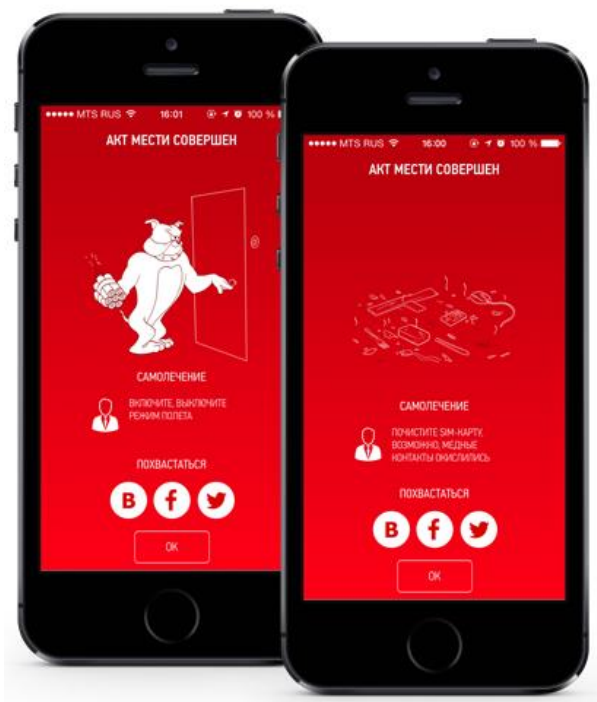 MTS RUS 16:01 100 %
АКТ МЕСТИ СОВЕРШЕН
САМОЛЕЧЕНИЕ
ВКЛЮЧИТЕ, ВЫКЛЮЧИТЕ
РЕЖИМ ПОЛЕТА
ПОХВАСТАТЬСЯ
В f
OK
MTS RUS 16:00 100 %
АКТ МЕСТИ СОВЕРШЕН
САМОЛЕЧЕНИЕ
ПОЧИСТИТЕ SIM-КАРТУ,
ВОЗМОЖНО, МЕДНЫЕ
КОНТАКТЫ ОКИСЛИЛИСЬ
ПОХВАСТАТЬСЯ
В f
OK